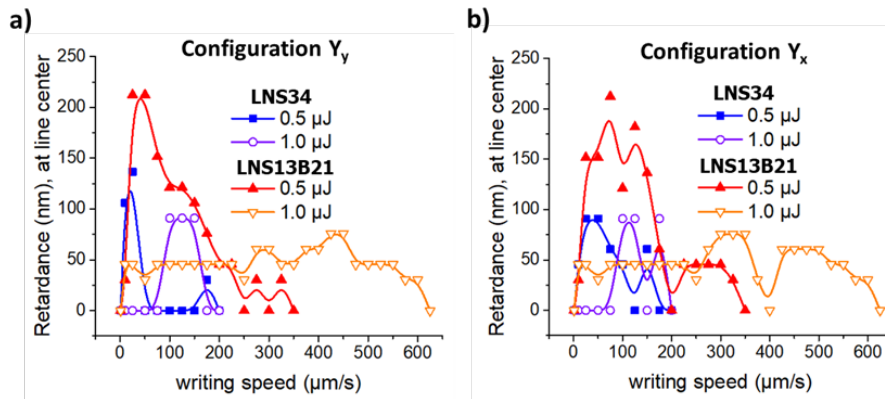 a)
Configuration Yy
Retardance (nm), at line center
250
200
150
100
50
0
LNS34
0.5 µJ
1.0 µJ
LNS13B21
0.5 µJ
1.0 µJ
0 100 200 300 400 500 600
writing speed (µm/s)
b)
Configuration Yx
Retardance (nm), at line center
250
200
150
100
50
0
LNS34
0.5 µJ
1.0 µJ
LNS13B21
0.5 µJ
1.0 µJ
0 100 200 300 400 500 600
writing speed (µm/s)